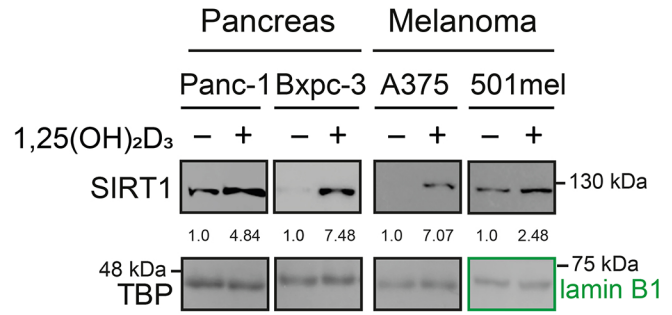 Pancreas Melanoma
Panc-1 Bxpc-3 A375 501mel
1,25(OH)₂D₃ – + – + – + – +
SIRT1 130 kDa
1.0 4.84 1.0 7.48 1.0 7.07 1.0 2.48
48 kDa 75 kDa
TBP lamin B1